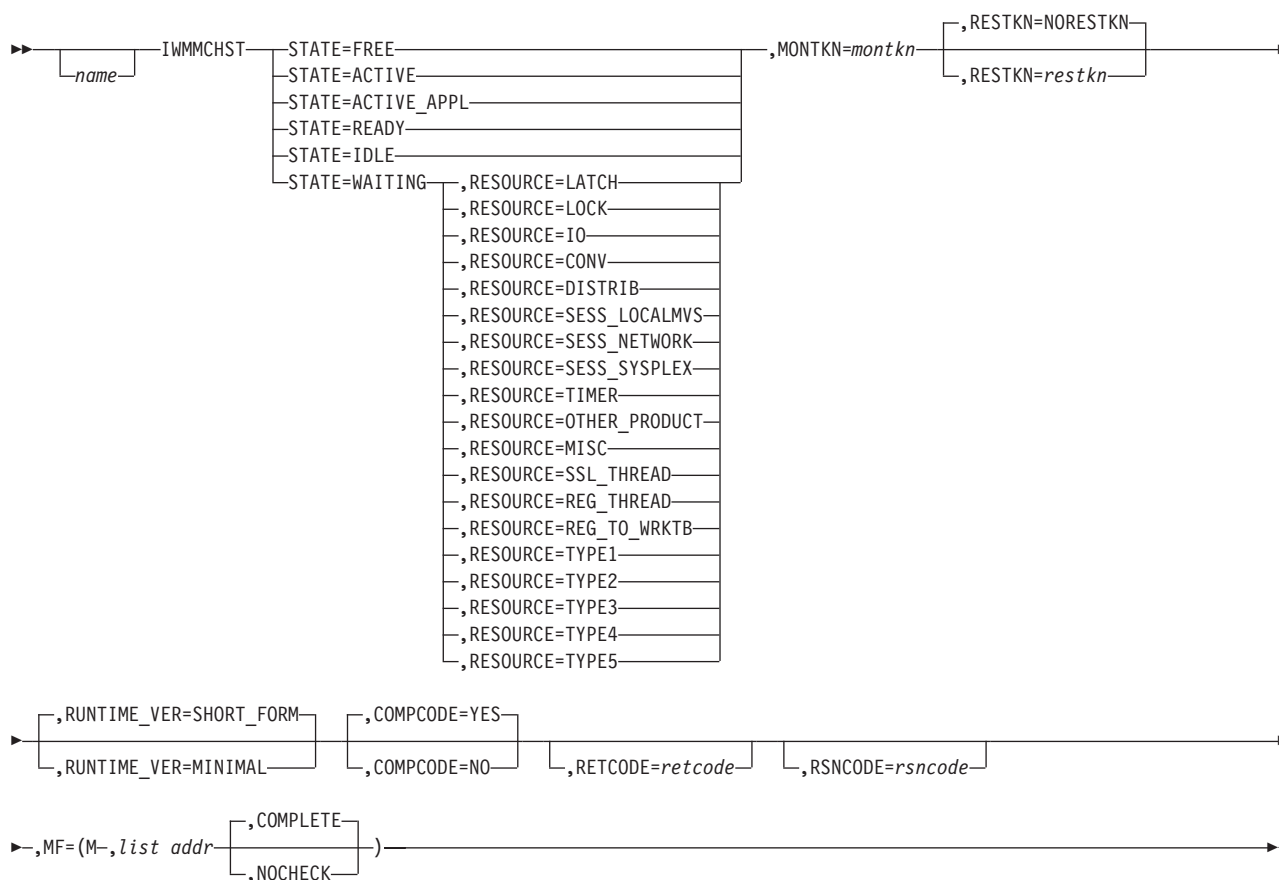 ,RESTKN=NORESTKN
IWMMCHST STATE=FREE ,MONTKN=montkn
name STATE=ACTIVE ,RESTKN=restkn
STATE=ACTIVE_APPL
STATE=READY
STATE=IDLE
STATE=WAITING ,RESOURCE=LATCH
,RESOURCE=LOCK
,RESOURCE=IO
,RESOURCE=CONV
,RESOURCE=DISTRIB
,RESOURCE=SESS_LOCALMVS
,RESOURCE=SESS_NETWORK
,RESOURCE=SESS_SYSPLEX
,RESOURCE=TIMER
,RESOURCE=OTHER_PRODUCT
,RESOURCE=MISC
,RESOURCE=SSL_THREAD
,RESOURCE=REG_THREAD
,RESOURCE=REG_TO_WRKTB
,RESOURCE=TYPE1
,RESOURCE=TYPE2
,RESOURCE=TYPE3
,RESOURCE=TYPE4
,RESOURCE=TYPE5
,RUNTIME_VER=SHORT_FORM ,COMPCODE=YES
,RUNTIME_VER=MINIMAL ,COMPCODE=NO ,RETCODE=retcode ,RSNCODE=rsncode
,COMPLETE
,MF=(M ,list addr )
,NOCHECK